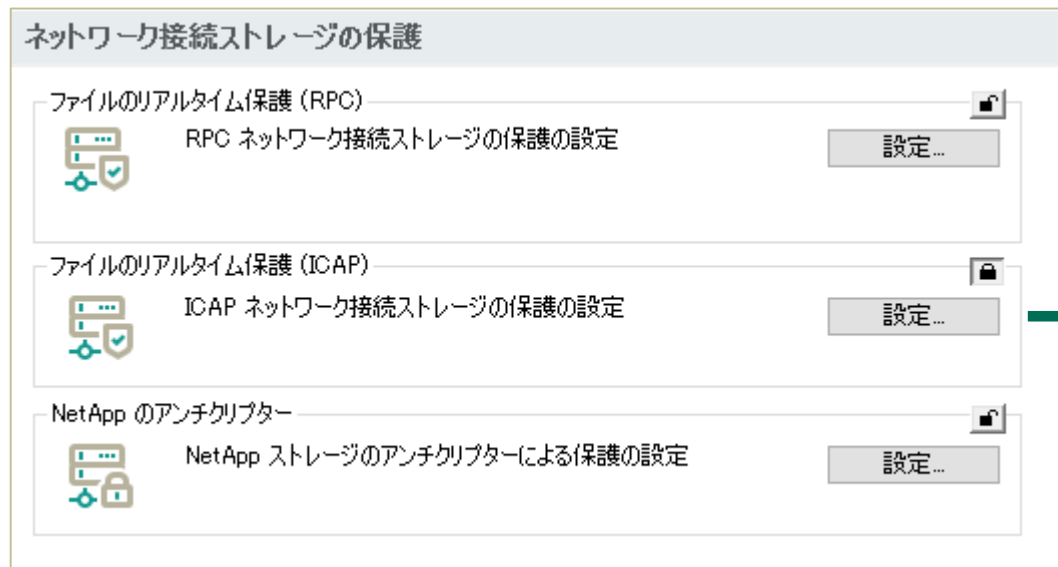 ネットワーク接続ストレージの保護
ファイルのリアルタイム保護 (RPC)
RPC ネットワーク接続ストレージの保護の設定
設定...
ファイルのリアルタイム保護 (ICAP)
ICAP ネットワーク接続ストレージの保護の設定
設定...
NetApp のアンチクリプター
NetApp ストレージのアンチクリプターによる保護の設定
設定...